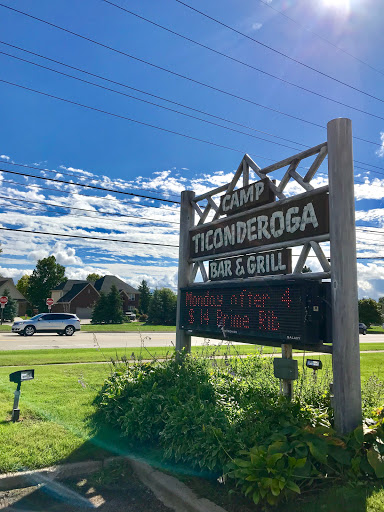 CAMP
TICONDEROGA
BAR & GRILL
Monday after 4
$ 14 Prime Rib